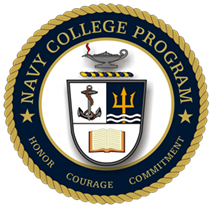 NAVY COLLEGE PROGRAM
HONOR COURAGE COMMITMENT